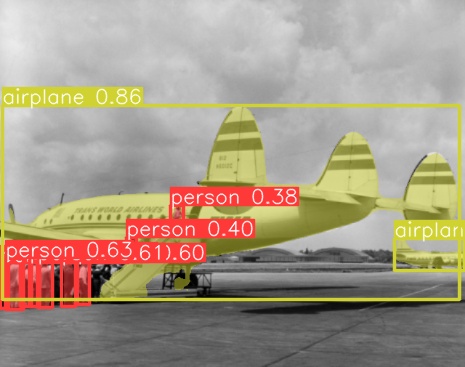 airplane 0.86
person 0.38
TRANS WORLD AIRLINES
person 0.40
airplan
person 0.63
.61).60